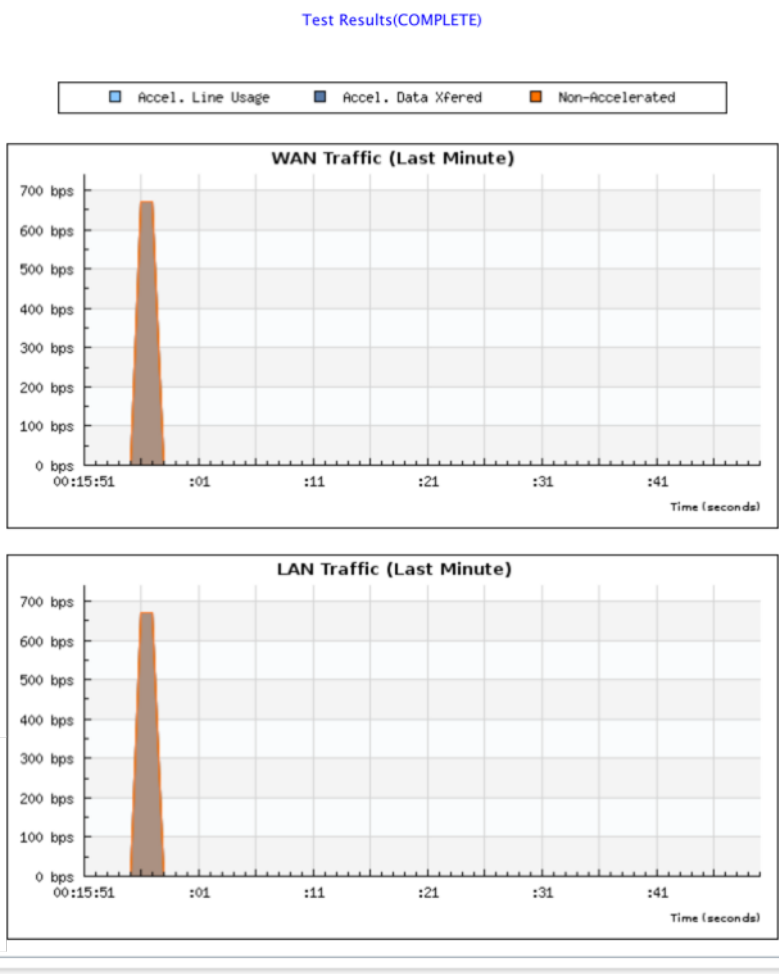 Test Results(COMPLETE)
Accel. Line Usage Accel. Data Xfered Non-Accelerated
WAN Traffic (Last Minute)
700 bps
600 bps
500 bps
400 bps
300 bps
200 bps
100 bps
0 bps
00:15:51 :01 :11 :21 :31 :41
Time (seconds)
LAN Traffic (Last Minute)
700 bps
600 bps
500 bps
400 bps
300 bps
200 bps
100 bps
0 bps
00:15:51 :01 :11 :21 :31 :41
Time (seconds)